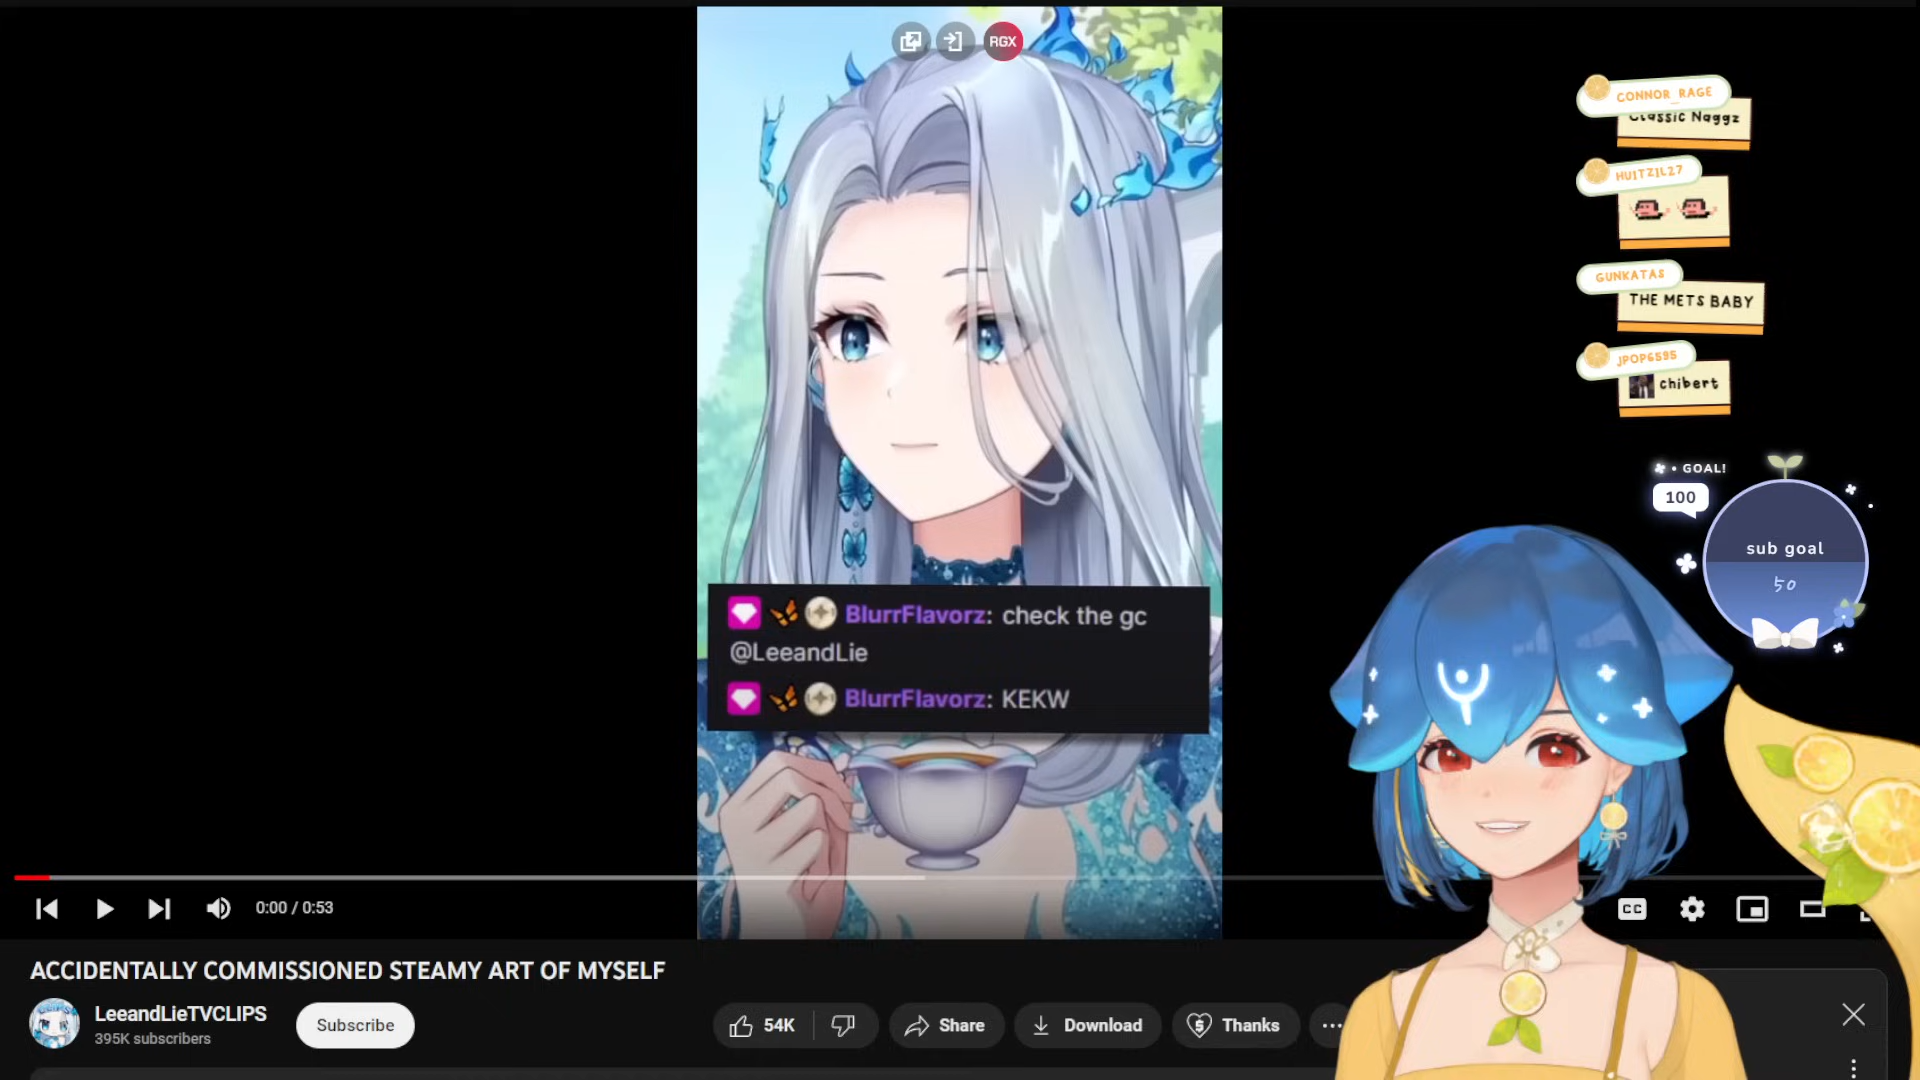 RGX
CONNOR_RAGE
Classic Naggz
HUITZIL27
GUNKATAS
THE METS BABY
JPOP6595
chibert
• GOAL!
100
sub goal
50
BlurrFlavorz: check the gc
@LeeandLie
BlurrFlavorz: KEKW
0:00 / 0:53
CC
ACCIDENTALLY COMMISSIONED STEAMY ART OF MYSELF
LeeandLieTVCLIPS
395K subscribers
Subscribe
54K
Share
Download
Thanks